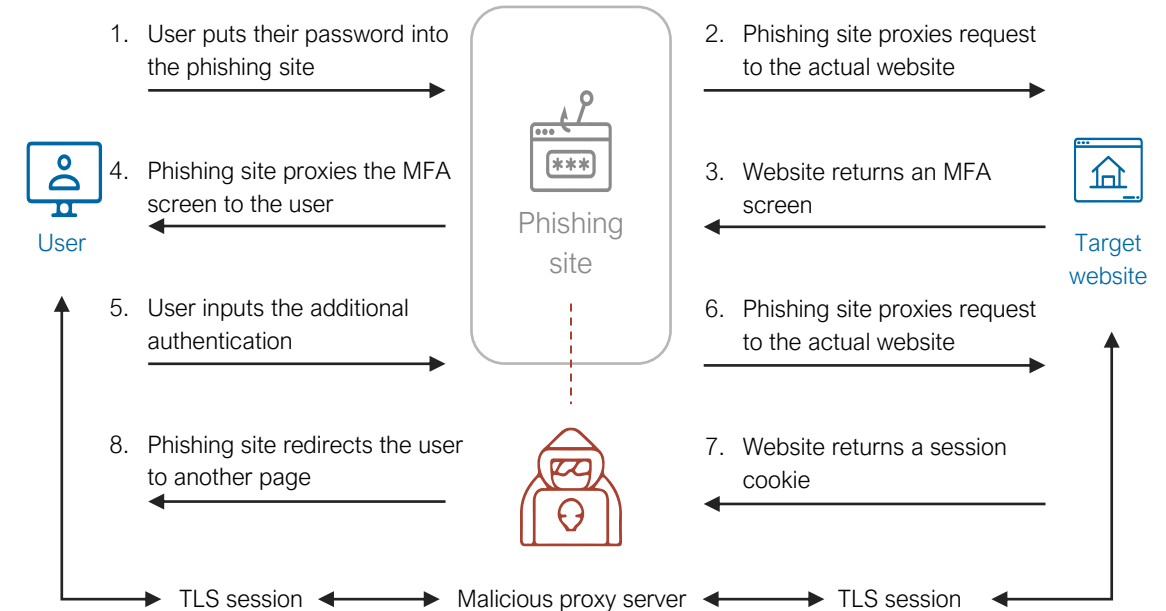 1. User puts their password into
the phishing site
2. Phishing site proxies request
to the actual website
***
4. Phishing site proxies the MFA
screen to the user
3. Website returns an MFA
screen
User
Phishing
site
Target
website
5. User inputs the additional
authentication
6. Phishing site proxies request
to the actual website
8. Phishing site redirects the user
to another page
7. Website returns a session
cookie
TLS session
Malicious proxy server
TLS session